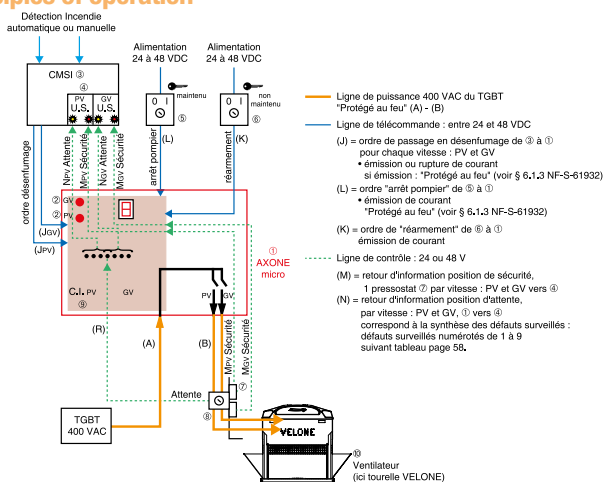 ciples of operation
Détection Incendie
automatique ou manuelle
Alimentation
24 à 48 VDC
Alimentation
24 à 48 VDC
CMSI ③
④
PV
U.S.
GV
U.S.
maintenu
0 I
⑤
non
maintenu
0 I
⑥
(L)
(K)
ordre désenfumage
NPV Attente
MPV Sécurité
NGV Attente
MGV Sécurité
arrêt pompier
réarmement
② GV
② PV
(JGV)
(JPV)
①
AXONE
micro
C.I. PV
GV
⑨
PV
GV
(R)
(A)
(B)
MPV Sécurité
MGV Sécurité
Attente
⑦
⑧
TGBT
400 VAC
VELONE
⑩
Ventilateur
(ici tourelle VELONE)
Ligne de puissance 400 VAC du TGBT
"Protégé au feu" (A) - (B)
Ligne de télécommande : entre 24 et 48 VDC
(J) = ordre de passage en désenfumage de ③ à ①
pour chaque vitesse : PV et GV
• émission ou rupture de courant
si émission : "Protégé au feu" (voir § 6.1.3 NF-S-61932)
(L) = ordre "arrêt pompier" de ⑤ à ①
• émission de courant
"Protégé au feu" (voir § 6.1.3 NF-S-61932)
(K) = ordre de "réarmement" de ⑥ à ①
émission de courant
Ligne de contrôle : 24 ou 48 V
(M) = retour d'information position de sécurité,
1 pressostat ⑦ par vitesse : PV et GV vers ④
(N) = retour d'information position d'attente,
par vitesse : PV et GV, ① vers ④
correspond à la synthèse des défauts surveillés :
défauts surveillés numérotés de 1 à 9
suivant tableau page 58.